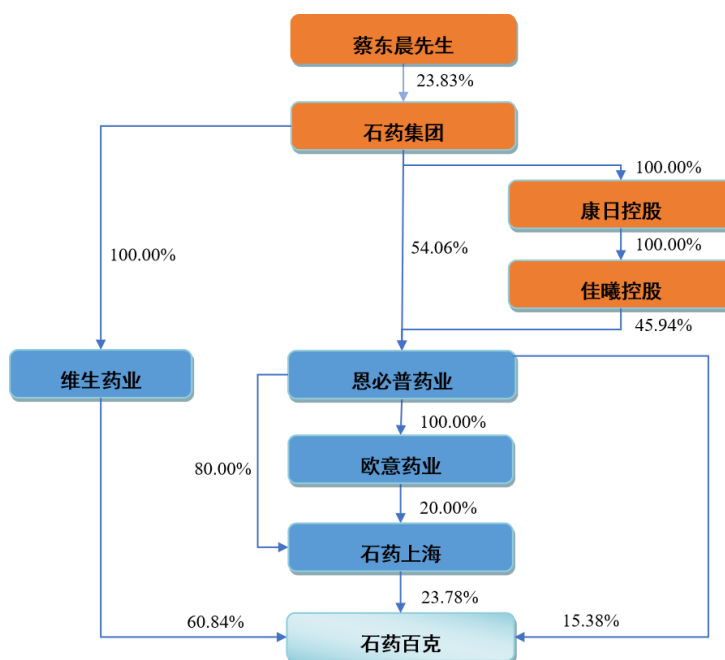 蔡东晨先生
23.83%
石药集团
100.00%
康日控股
100.00%
54.06%
100.00%
佳曦控股
45.94%
维生药业
恩必普药业
100.00%
80.00%
欧意药业
20.00%
石药上海
23.78%
60.84%
15.38%
石药百克